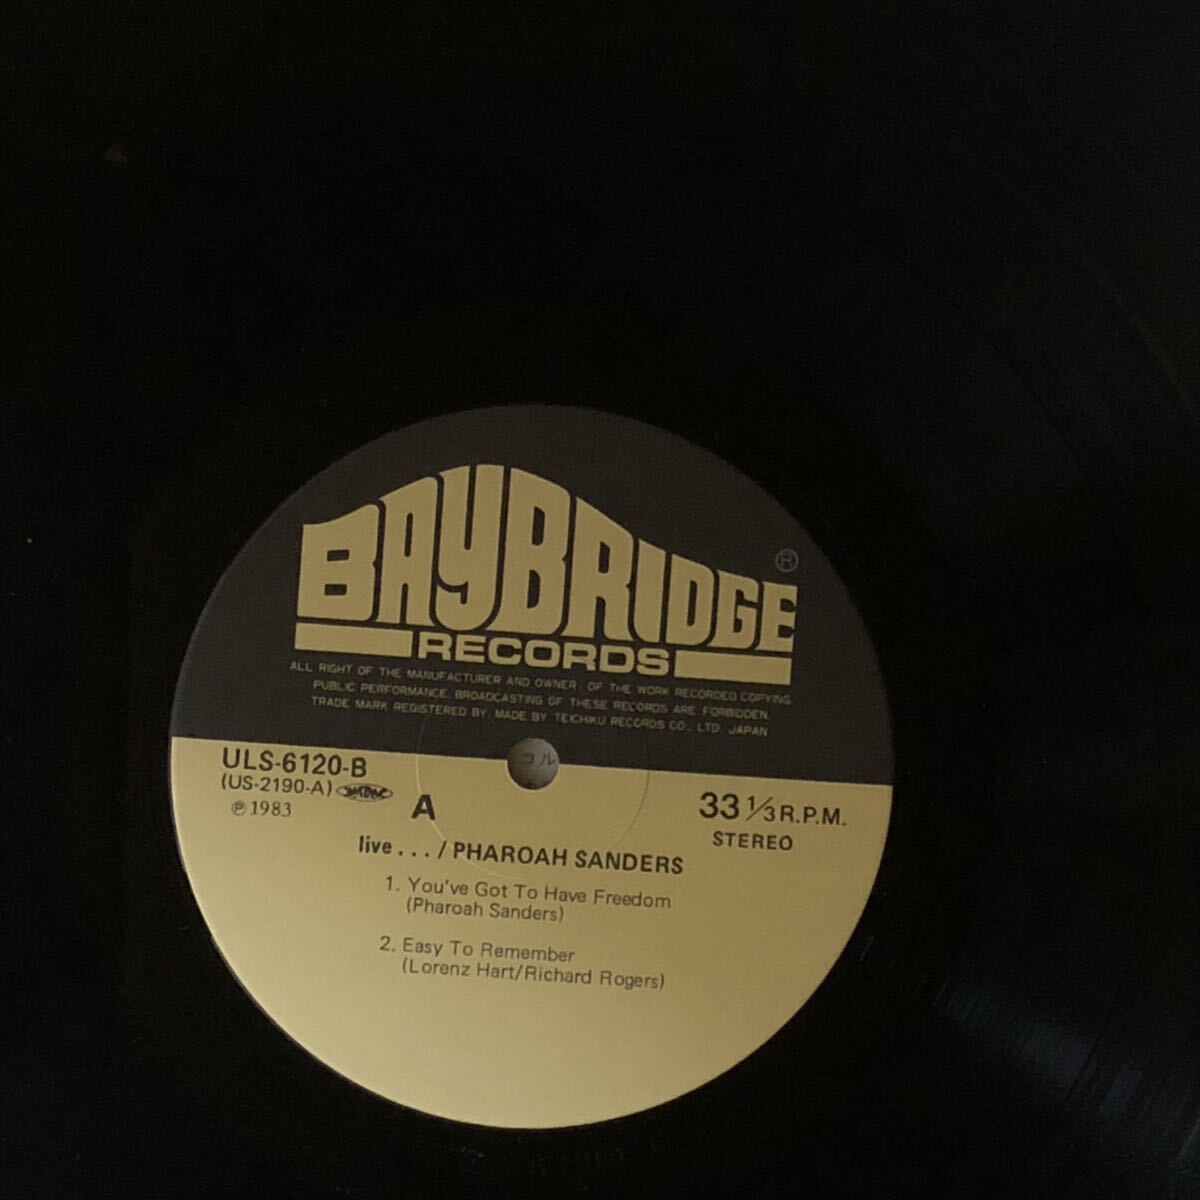 BAYBRIDGE ®
RECORDS
ALL RIGHT OF THE MANUFACTURER AND OWNER. OF THE WORK RECORDED COPYING.
PUBLIC PERFORMANCE. BROADCASTING OF THESE RECORDS ARE FORBIDDEN.
TRADE MARK REGISTERED BY. MADE BY TEICHIKU RECORDS CO., LTD. JAPAN
コル
ULS-6120-B
(US-2190-A)
℗ 1983
A
33 1/3 R.P.M.
STEREO
live . . . / PHAROAH SANDERS
1. You've Got To Have Freedom
(Pharoah Sanders)
2. Easy To Remember
(Lorenz Hart/Richard Rogers)